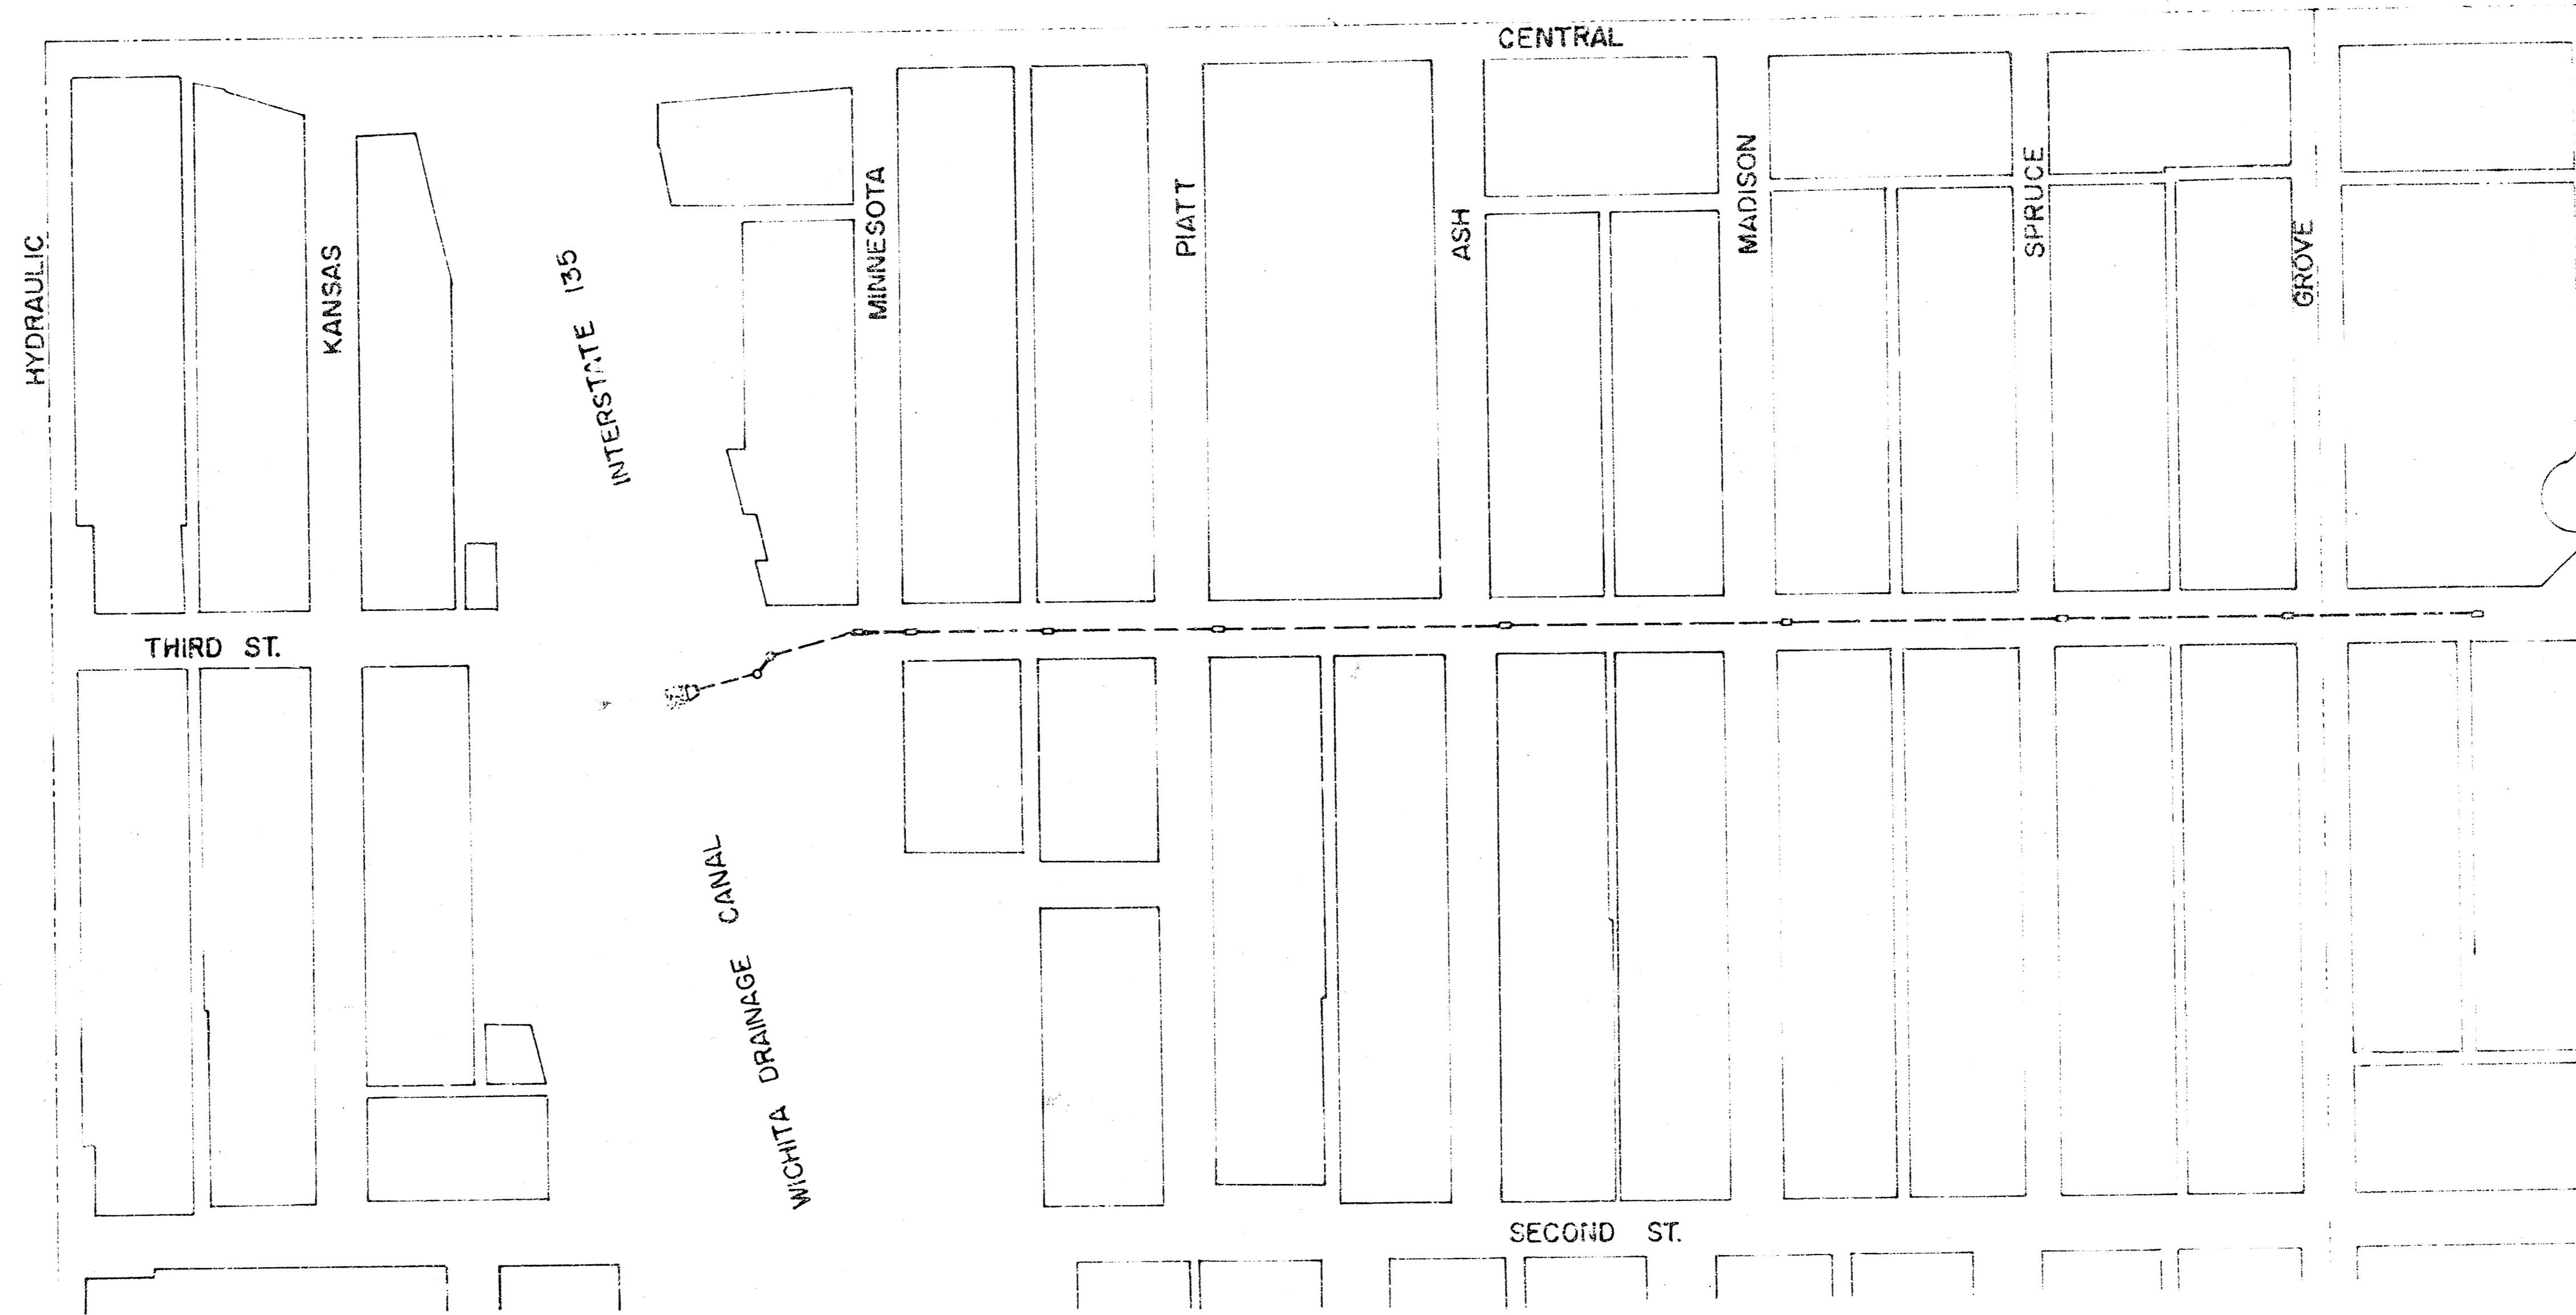 CENTRAL
HYDRAULIC
KANSAS
INTERSTATE 135
MINNESOTA
PIATT
ASH
MADISON
SPRUCE
GROVE
THIRD ST.
WICHITA DRAINAGE CANAL
SECOND ST.